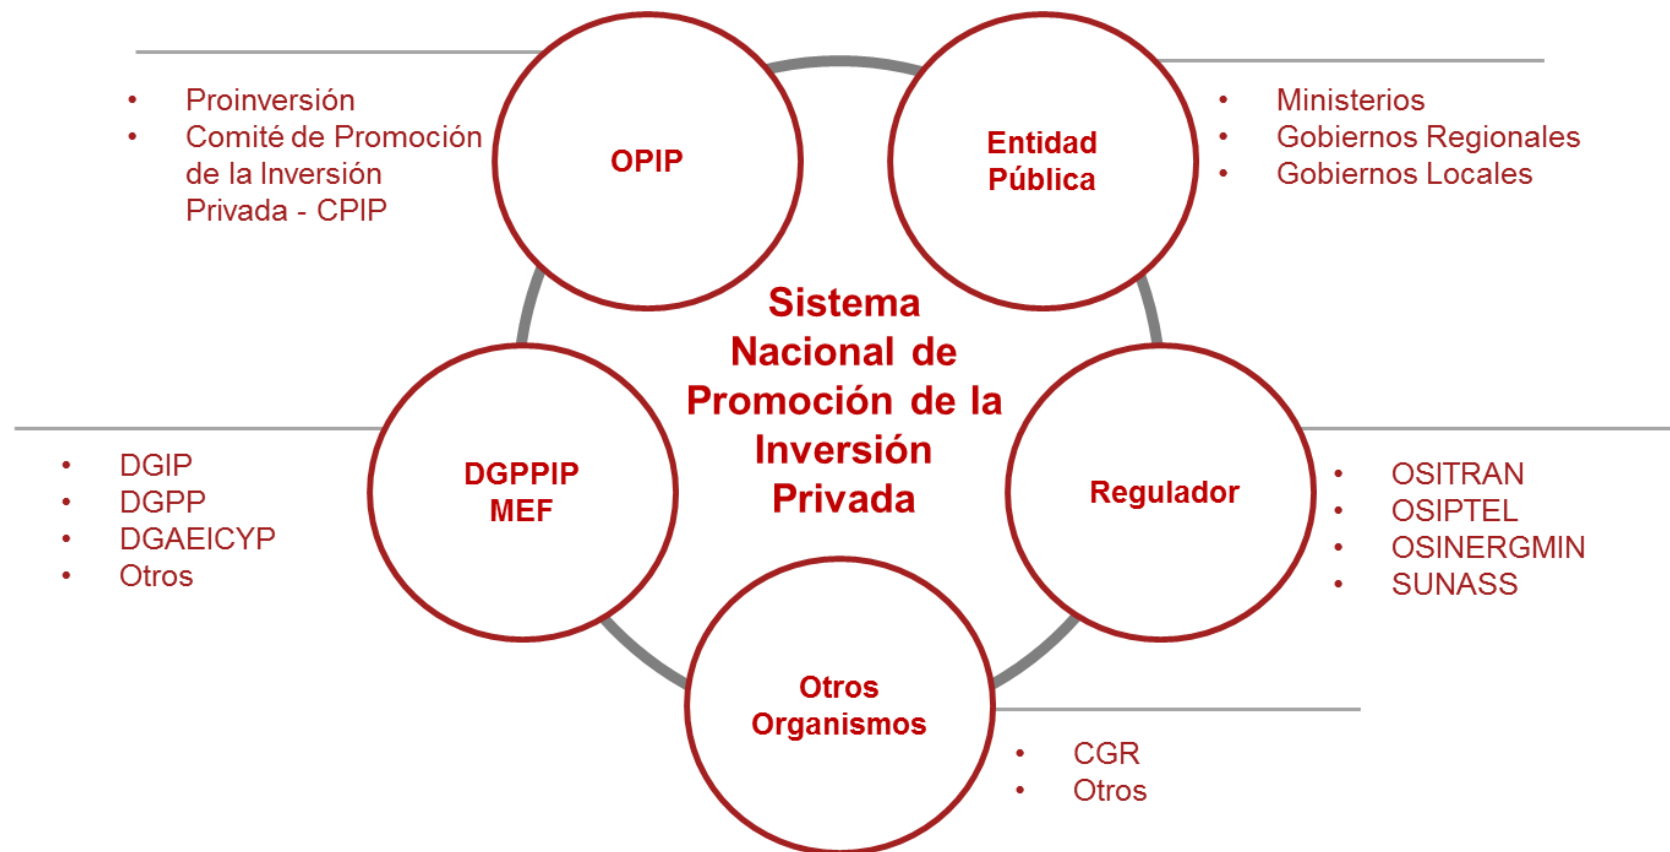 • Proinversión
• Comité de Promoción
de la Inversión
Privada - CPIP
OPIP
Entidad
Pública
• Ministerios
• Gobiernos Regionales
• Gobiernos Locales
Sistema
Nacional de
Promoción de la
Inversión
Privada
• DGIP
• DGPP
• DGAEICYP
• Otros
DGPPIP
MEF
Regulador
• OSITRAN
• OSIPTEL
• OSINERGMIN
• SUNASS
Otros
Organismos
• CGR
• Otros